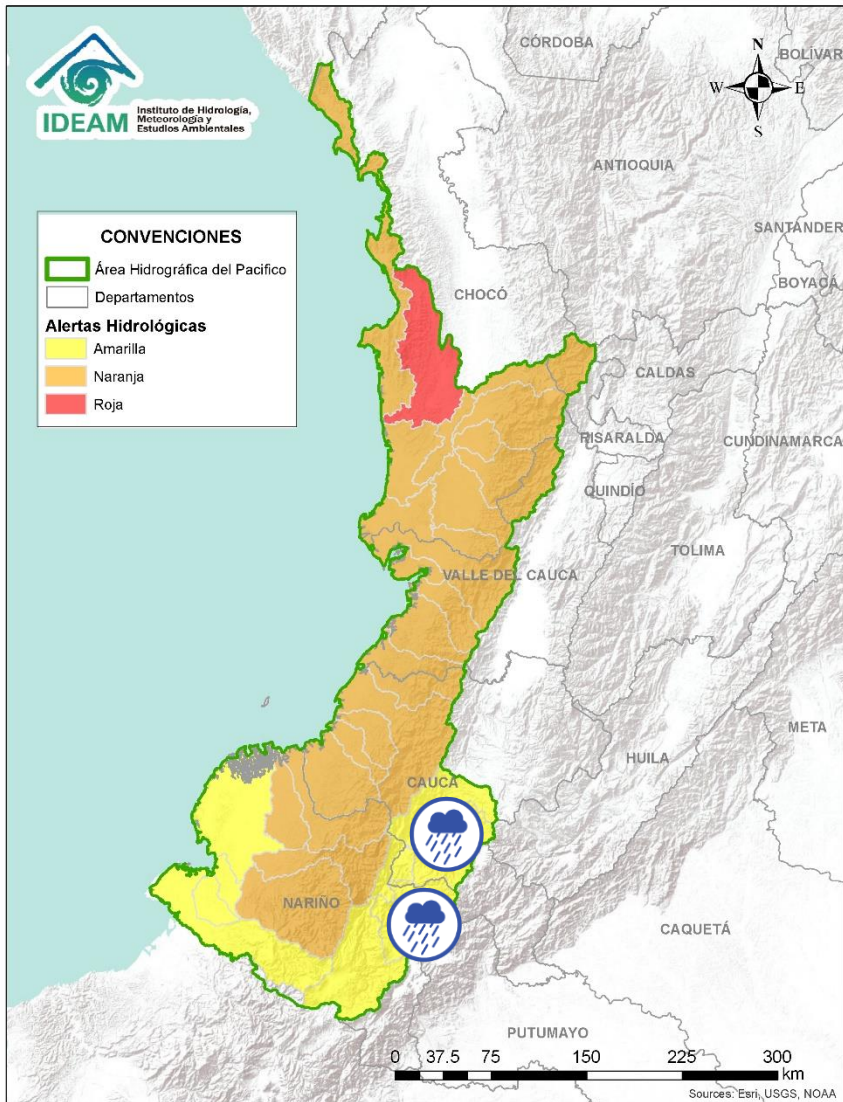 IDEAM
Instituto de Hidrología,
Meteorología y
Estudios Ambientales
CÓRDOBA
BOLÍVAR
N
W
E
S
ANTIOQUIA
SANTANDER
BOYACÁ
CONVENCIONES
Área Hidrográfica del Pacifico
Departamentos
Alertas Hidrológicas
Amarilla
Naranja
Roja
CHOCÓ
CALDAS
RISARALDA
CUNDINAMARCA
QUINDÍO
TOLIMA
VALLE DEL CAUCA
META
HUILA
CAUCA
NARIÑO
CAQUETÁ
PUTUMAYO
0 37.5 75 150 225 300
km
Sources: Esri, USGS, NOAA